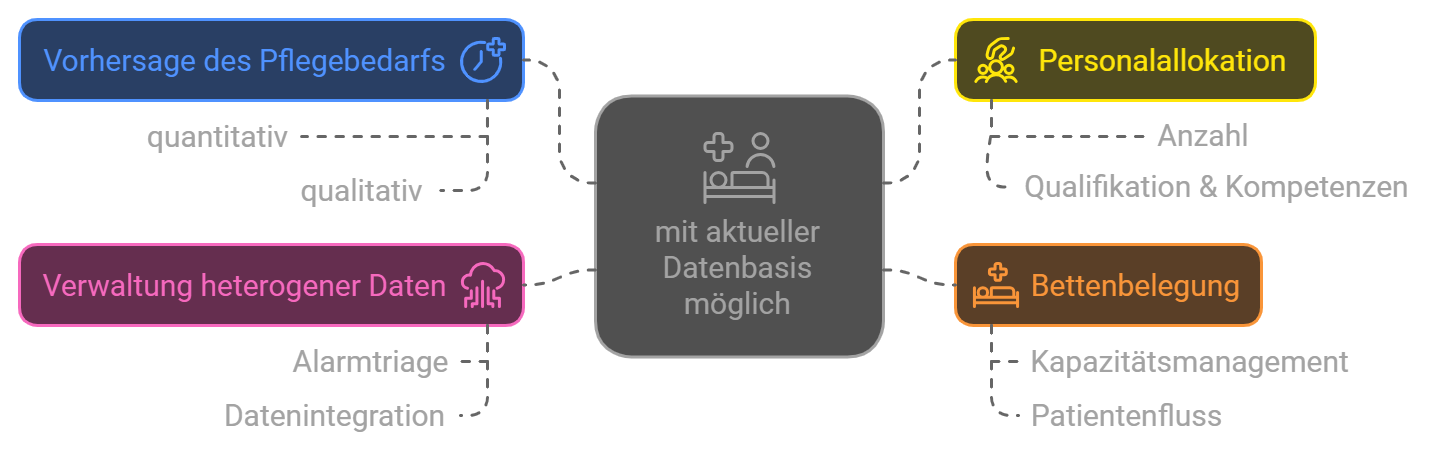 Vorhersage des Pflegebedarfs
quantitativ
qualitativ
Verwaltung heterogener Daten
Alarmtriage
Datenintegration
mit aktueller
Datenbasis
möglich
Personalallokation
Anzahl
Qualifikation & Kompetenzen
Bettenbelegung
Kapazitätsmanagement
Patientenfluss